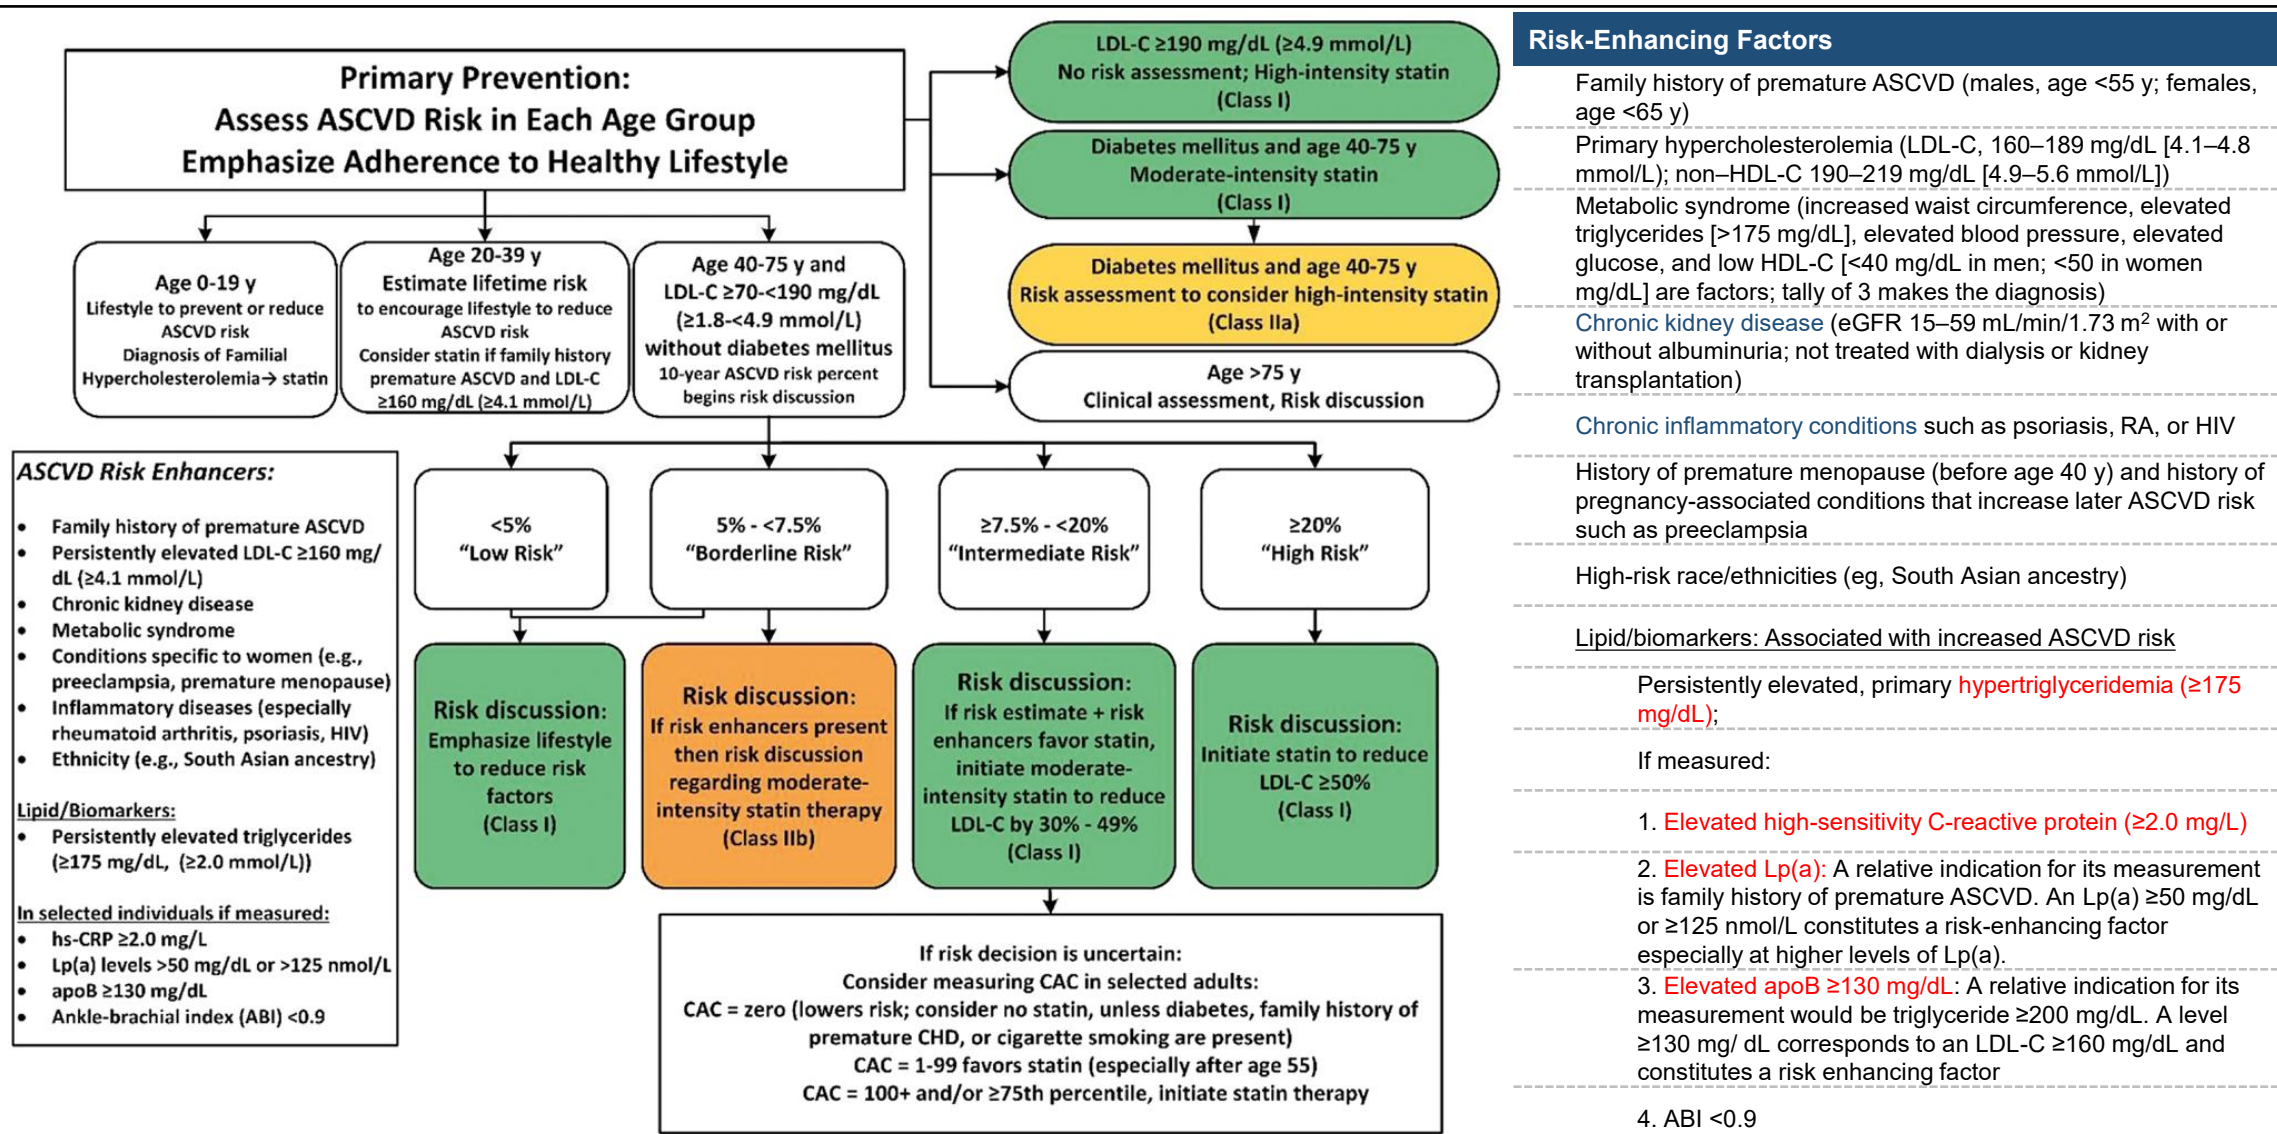 Primary Prevention:
Assess ASCVD Risk in Each Age Group
Emphasize Adherence to Healthy Lifestyle
LDL-C ≥190 mg/dL (≥4.9 mmol/L)
No risk assessment; High-intensity statin
(Class I)
Diabetes mellitus and age 40-75 y
Moderate-intensity statin
(Class I)
Diabetes mellitus and age 40-75 y
Risk assessment to consider high-intensity statin
(Class IIa)
Age >75 y
Clinical assessment, Risk discussion
Age 0-19 y
Lifestyle to prevent or reduce
ASCVD risk
Diagnosis of Familial
Hypercholesterolemia→ statin
Age 20-39 y
Estimate lifetime risk
to encourage lifestyle to reduce
ASCVD risk
Consider statin if family history
premature ASCVD and LDL-C
≥160 mg/dL (≥4.1 mmol/L)
Age 40-75 y and
LDL-C ≥70-<190 mg/dL
(≥1.8-<4.9 mmol/L)
without diabetes mellitus
10-year ASCVD risk percent
begins risk discussion
ASCVD Risk Enhancers:
• Family history of premature ASCVD
• Persistently elevated LDL-C ≥160 mg/
dL (≥4.1 mmol/L)
• Chronic kidney disease
• Metabolic syndrome
• Conditions specific to women (e.g.,
preeclampsia, premature menopause)
• Inflammatory diseases (especially
rheumatoid arthritis, psoriasis, HIV)
• Ethnicity (e.g., South Asian ancestry)
Lipid/Biomarkers:
• Persistently elevated triglycerides
(≥175 mg/dL, (≥2.0 mmol/L))
In selected individuals if measured:
• hs-CRP ≥2.0 mg/L
• Lp(a) levels >50 mg/dL or >125 nmol/L
• apoB ≥130 mg/dL
• Ankle-brachial index (ABI) <0.9
<5%
"Low Risk"
5% - <7.5%
"Borderline Risk"
≥7.5% - <20%
"Intermediate Risk"
≥20%
"High Risk"
Risk discussion:
Emphasize lifestyle
to reduce risk
factors
(Class I)
Risk discussion:
If risk enhancers present
then risk discussion
regarding moderate-
intensity statin therapy
(Class IIb)
Risk discussion:
If risk estimate + risk
enhancers favor statin,
initiate moderate-
intensity statin to reduce
LDL-C by 30% - 49%
(Class I)
Risk discussion:
Initiate statin to reduce
LDL-C ≥50%
(Class I)
If risk decision is uncertain:
Consider measuring CAC in selected adults:
CAC = zero (lowers risk; consider no statin, unless diabetes, family history of
premature CHD, or cigarette smoking are present)
CAC = 1-99 favors statin (especially after age 55)
CAC = 100+ and/or ≥75th percentile, initiate statin therapy
Risk-Enhancing Factors
Family history of premature ASCVD (males, age <55 y; females,
age <65 y)
Primary hypercholesterolemia (LDL-C, 160–189 mg/dL [4.1–4.8
mmol/L); non–HDL-C 190–219 mg/dL [4.9–5.6 mmol/L])
Metabolic syndrome (increased waist circumference, elevated
triglycerides [>175 mg/dL], elevated blood pressure, elevated
glucose, and low HDL-C [<40 mg/dL in men; <50 in women
mg/dL] are factors; tally of 3 makes the diagnosis)
Chronic kidney disease (eGFR 15–59 mL/min/1.73 m² with or
without albuminuria; not treated with dialysis or kidney
transplantation)
Chronic inflammatory conditions such as psoriasis, RA, or HIV
History of premature menopause (before age 40 y) and history of
pregnancy-associated conditions that increase later ASCVD risk
such as preeclampsia
High-risk race/ethnicities (eg, South Asian ancestry)
Lipid/biomarkers: Associated with increased ASCVD risk
Persistently elevated, primary hypertriglyceridemia (≥175
mg/dL);
If measured:
1. Elevated high-sensitivity C-reactive protein (≥2.0 mg/L)
2. Elevated Lp(a): A relative indication for its measurement
is family history of premature ASCVD. An Lp(a) ≥50 mg/dL
or ≥125 nmol/L constitutes a risk-enhancing factor
especially at higher levels of Lp(a).
3. Elevated apoB ≥130 mg/dL: A relative indication for its
measurement would be triglyceride ≥200 mg/dL. A level
≥130 mg/ dL corresponds to an LDL-C ≥160 mg/dL and
constitutes a risk enhancing factor
4. ABI <0.9